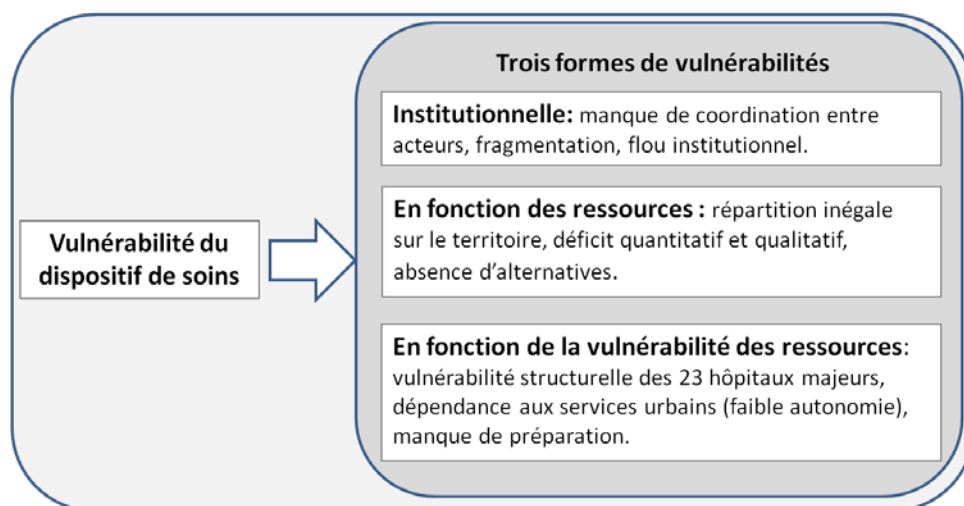 Trois formes de vulnérabilités
Institutionnelle: manque de coordination entre
acteurs, fragmentation, flou institutionnel.
En fonction des ressources : répartition inégale
sur le territoire, déficit quantitatif et qualitatif,
absence d'alternatives.
Vulnérabilité du
dispositif de soins
En fonction de la vulnérabilité des ressources:
vulnérabilité structurelle des 23 hôpitaux majeurs,
dépendance aux services urbains (faible autonomie),
manque de préparation.